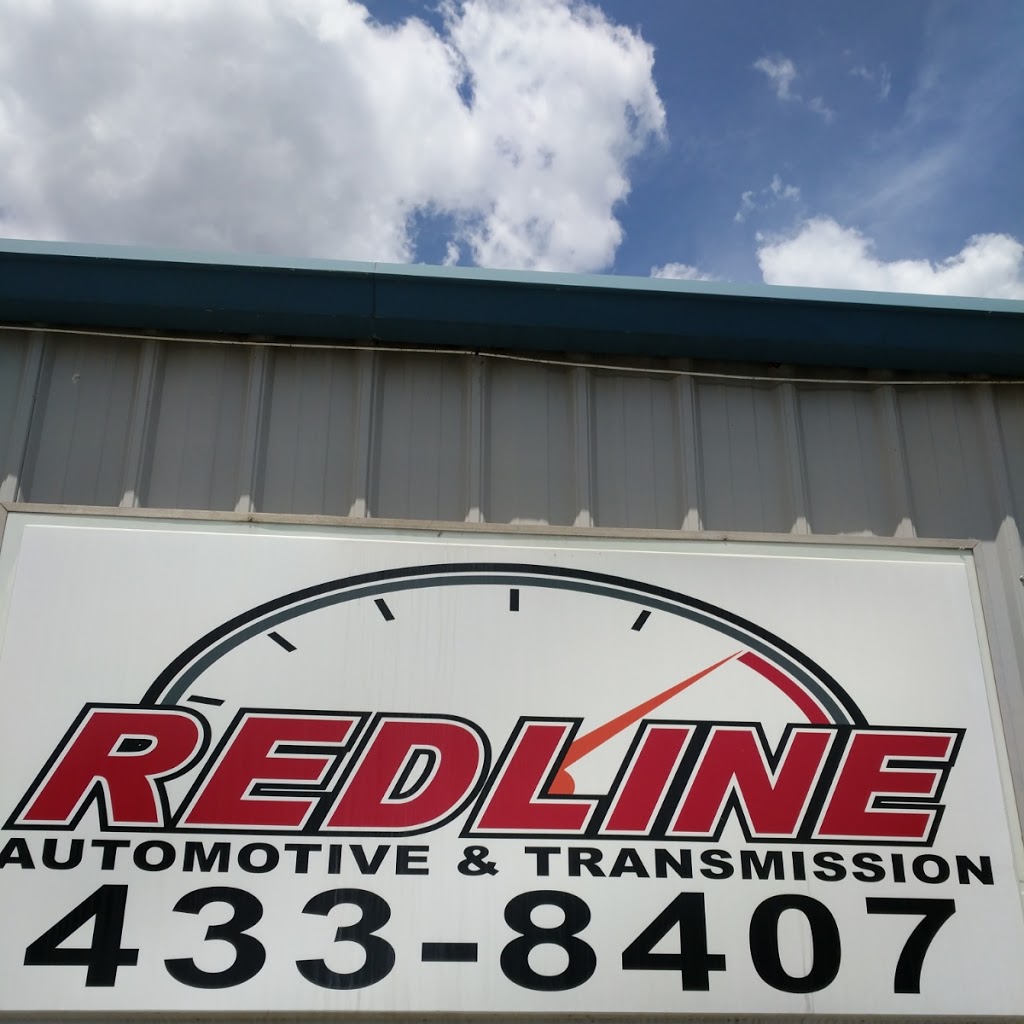 REDLINE
AUTOMOTIVE & TRANSMISSION
433-8407